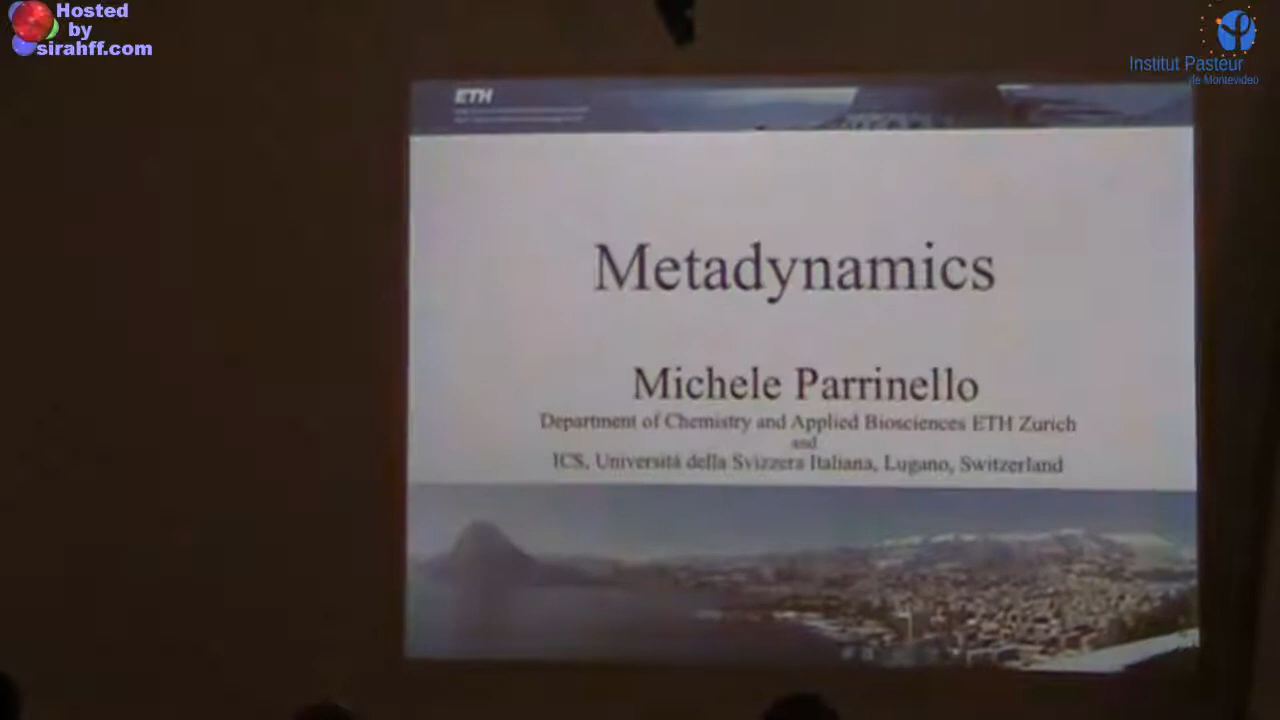 Hosted
by
sirahff.com
Institut Pasteur
de Montevideo
ETH
Metadynamics
Michele Parrinello
Department of Chemistry and Applied Biosciences ETH Zurich
and
ICS, Universitá della Svizzera Italiana, Lugano, Switzerland